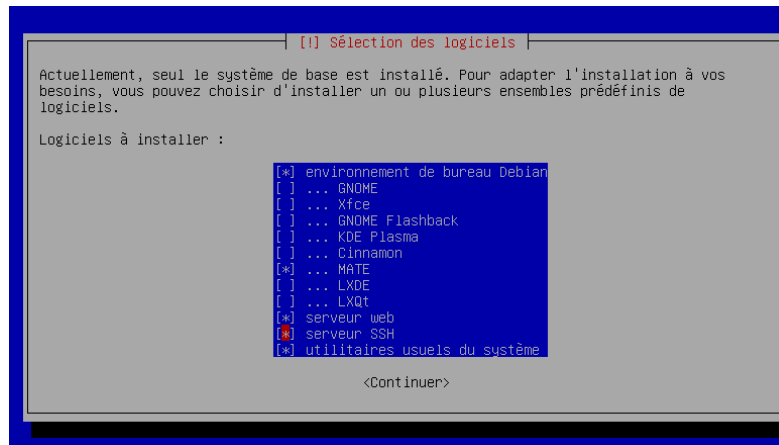 [!] Sélection des logiciels
Actuellement, seul le système de base est installé. Pour adapter l'installation à vos
besoins, vous pouvez choisir d'installer un ou plusieurs ensembles prédéfinis de
logiciels.
Logiciels à installer :
[*] environnement de bureau Debian
[ ] ... GNOME
[ ] ... Xfce
[ ] ... GNOME Flashback
[ ] ... KDE Plasma
[ ] ... Cinnamon
[*] ... MATE
[ ] ... LXDE
[ ] ... LXQt
[*] serveur web
[*] serveur SSH
[*] utilitaires usuels du système
<Continuer>